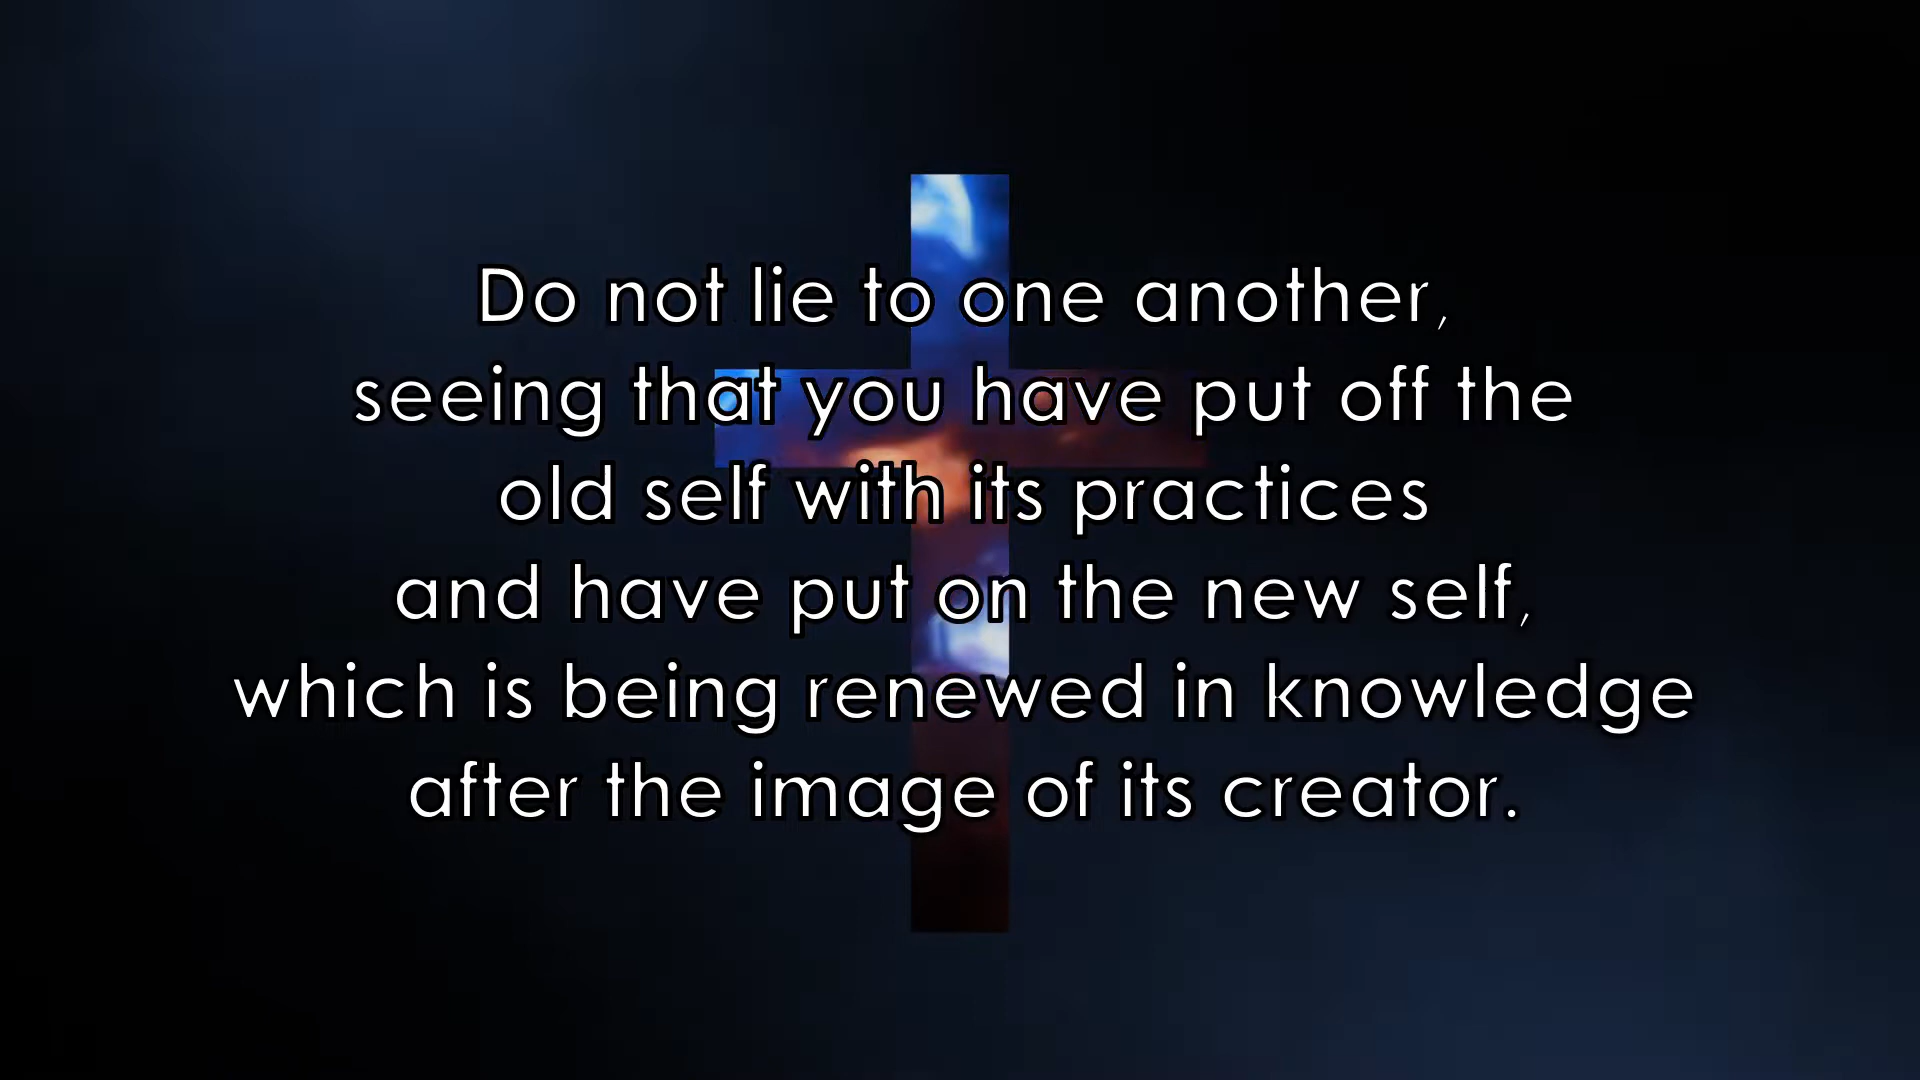 Do not lie to one another,
seeing that you have put off the
old self with its practices
and have put on the new self,
which is being renewed in knowledge
after the image of its creator.